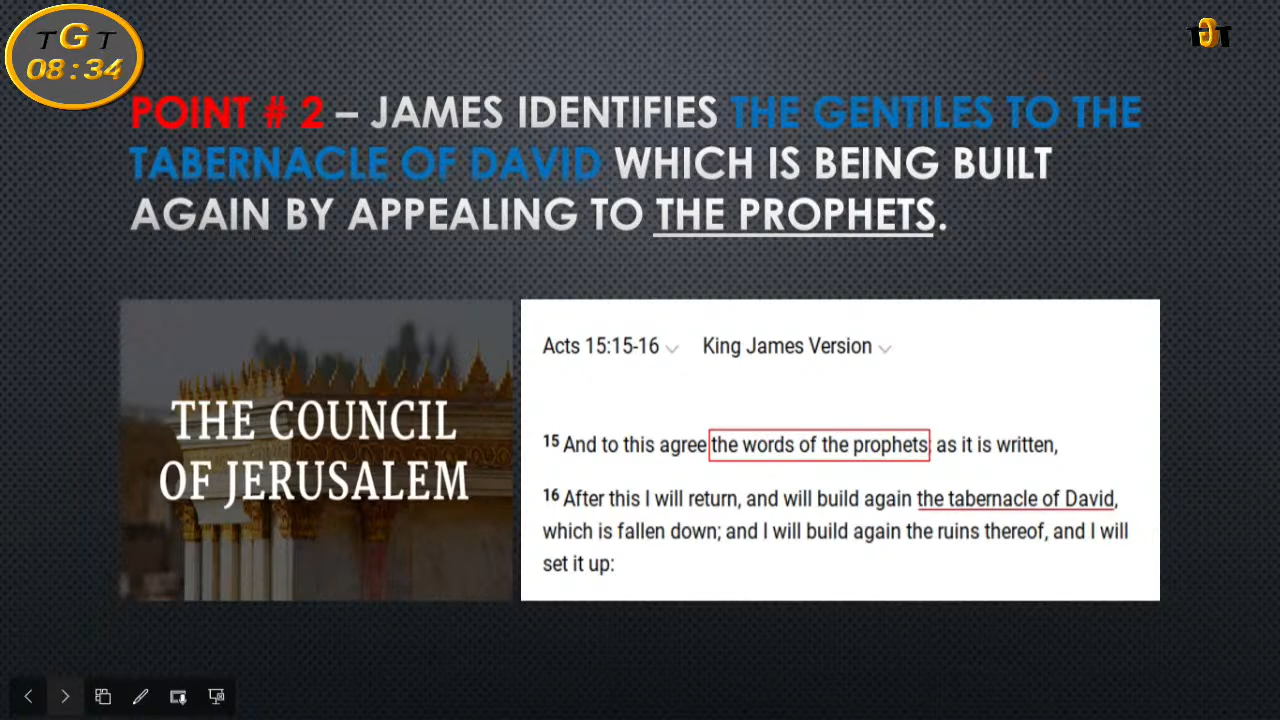 TGT
08:34
TGT
POINT # 2 – JAMES IDENTIFIES THE GENTILES TO THE
TABERNACLE OF DAVID WHICH IS BEING BUILT
AGAIN BY APPEALING TO THE PROPHETS.
THE COUNCIL
OF JERUSALEM
Acts 15:15-16 King James Version
15 And to this agree the words of the prophets; as it is written,
16 After this I will return, and will build again the tabernacle of David,
which is fallen down; and I will build again the ruins thereof, and I will
set it up: